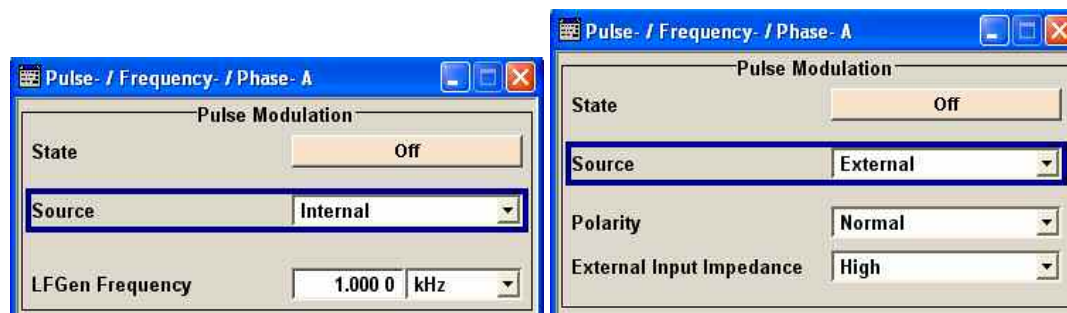 Pulse- / Frequency- / Phase- A
Pulse Modulation
State Off
Source Internal
LFGen Frequency 1.000 0 kHz
Pulse- / Frequency- / Phase- A
Pulse Modulation
State Off
Source External
Polarity Normal
External Input Impedance High